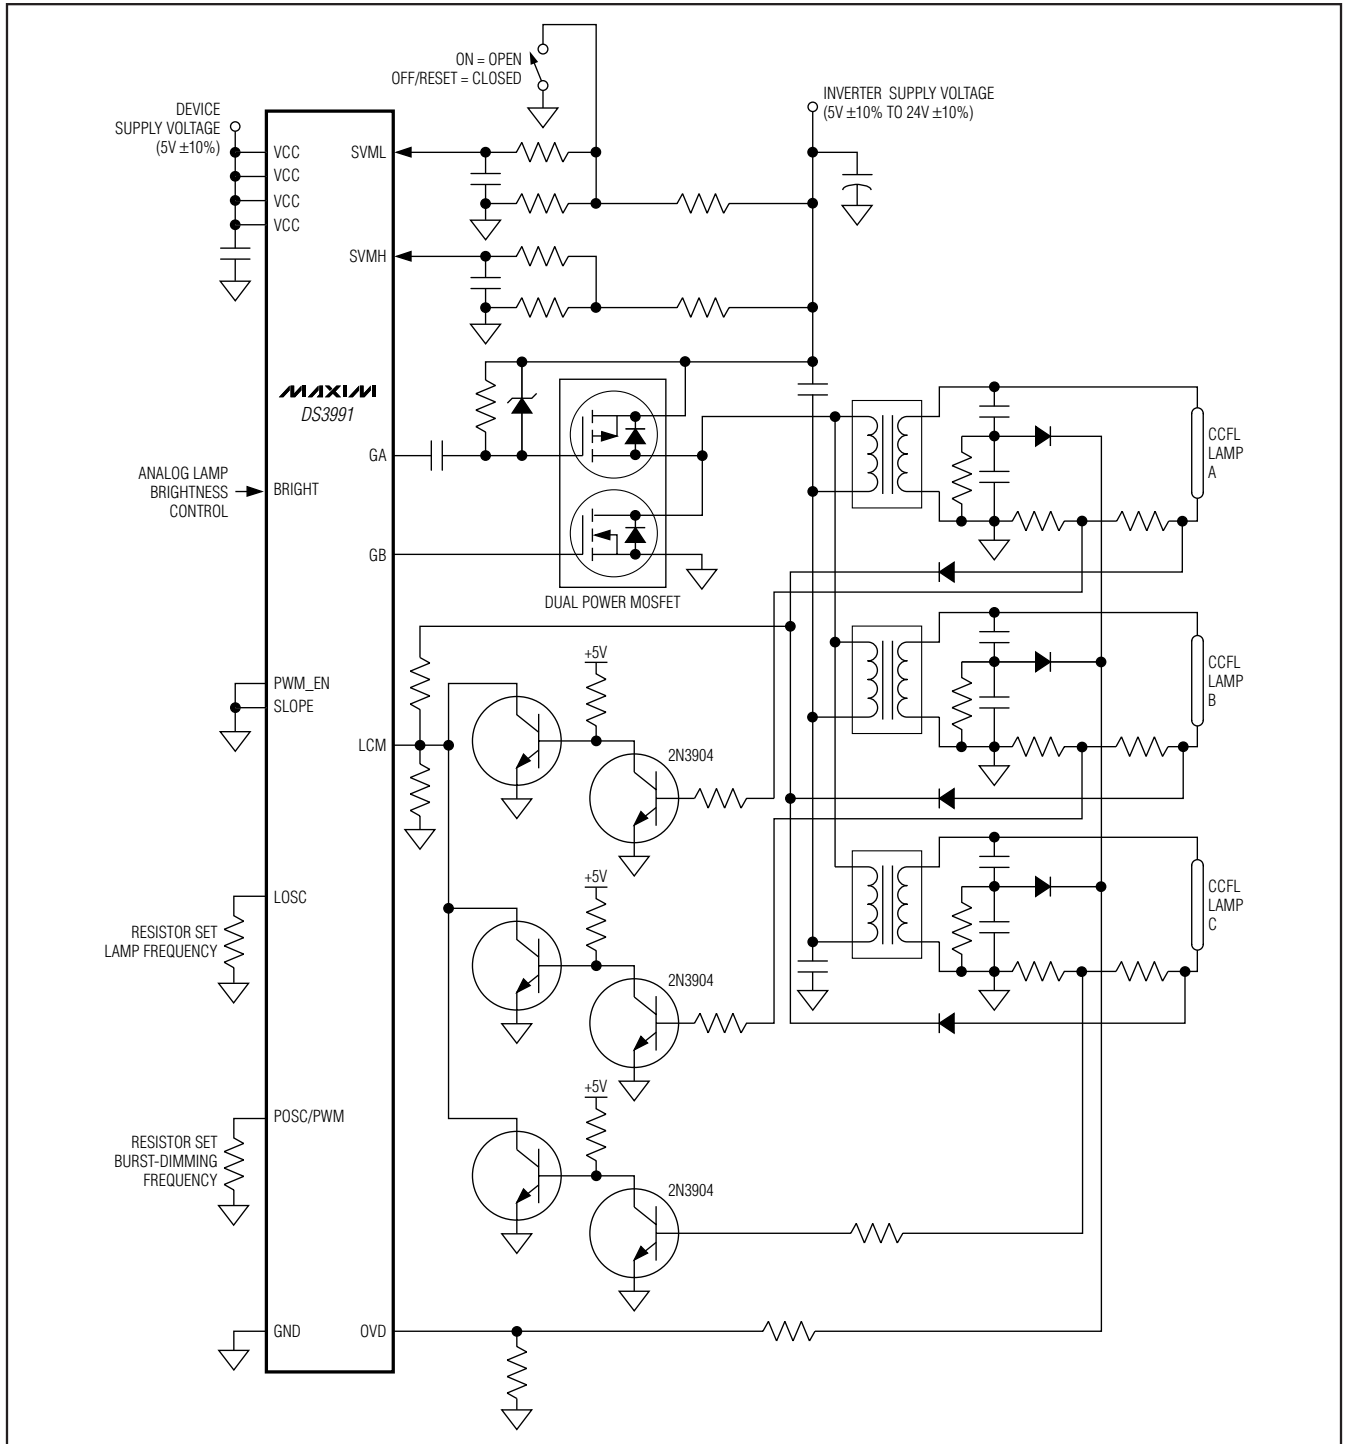 ON = OPEN
OFF/RESET = CLOSED
DEVICE
SUPPLY VOLTAGE
(5V ±10%)
INVERTER SUPPLY VOLTAGE
(5V ±10% TO 24V ±10%)
VCC
VCC
VCC
VCC
SVML
SVMH
MAXIM
DS3991
GA
ANALOG LAMP
BRIGHTNESS
CONTROL
BRIGHT
GB
DUAL POWER MOSFET
CCFL
LAMP
A
PWM_EN
SLOPE
LCM
+5V
2N3904
CCFL
LAMP
B
LOSC
RESISTOR SET
LAMP FREQUENCY
+5V
2N3904
CCFL
LAMP
C
POSC/PWM
RESISTOR SET
BURST-DIMMING
FREQUENCY
+5V
2N3904
GND
OVD